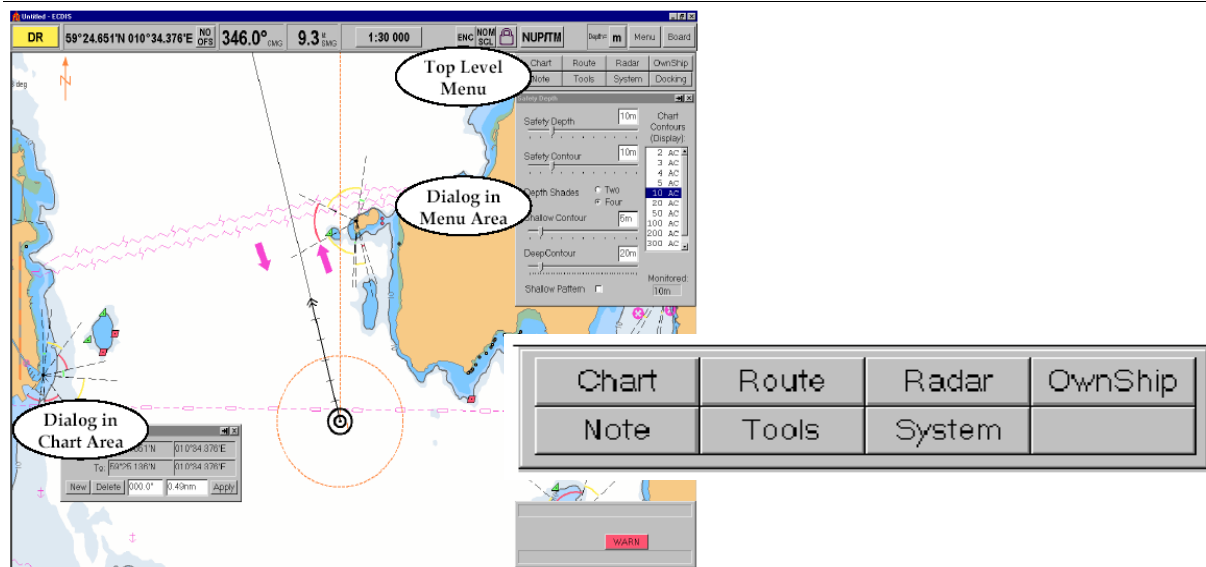 Untitled - ECDIS
DR 59°24.651'N 010°34.376'E NO OFS 346.0° CMG 9.3 kt SMG 1:30 000 ENC NOM SCL NUP/TM Depth= m Menu Board
Chart Route Radar OwnShip
Note Tools System Docking
Top Level
Menu
deg
N
Safety Depth
Safety Depth 10m
Chart
Contours
(Display):
Safety Contour 10m
2 AC
3 AC
4 AC
5 AC
10 AC
20 AC
50 AC
100 AC
200 AC
300 AC
Depth Shades Two
Four
Dialog in
Menu Area
Shallow Contour 5m
DeepContour 20m
Shallow Pattern
Monitored:
10m
Chart Route Radar OwnShip
Note Tools System
Dialog in
Chart Area
010°34.376'E
To: 59°25.136'N 010°34.376'E
New Delete 000.0° 0.49nm Apply
WARN